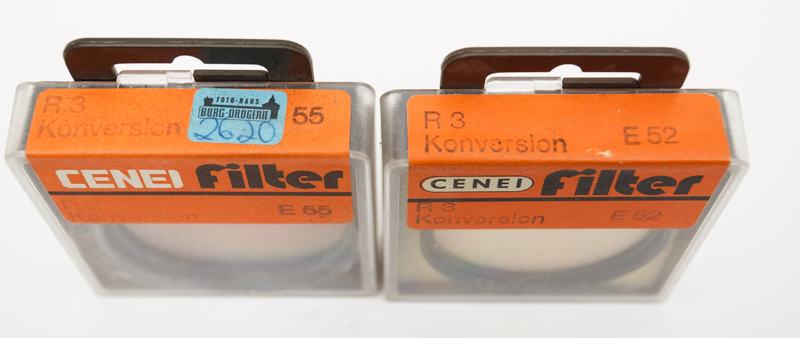 R 3
Konversion
FOTO-HAUS
BURG-DROGERIE
2620
55
CENEI filter
R 3
Konversion
E 55
R 3
Konversion
E 52
CENEI filter
R 3
Konversion
E 52